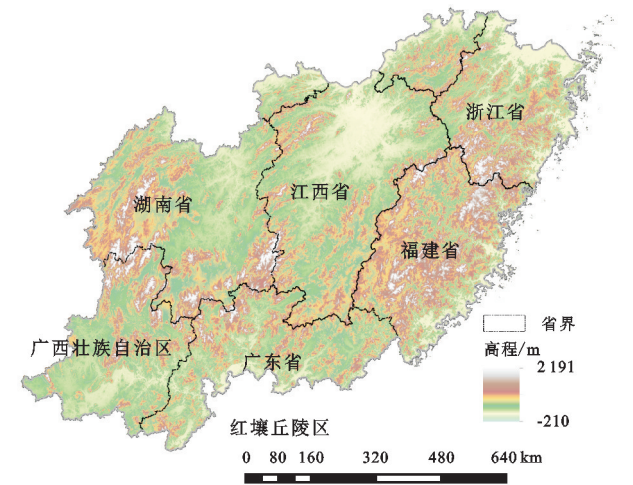 浙江省
江西省
湖南省
福建省
省界
广西壮族自治区
高程/m
广东省
2 191
-210
红壤丘陵区
0 80 160 320 480 640 km